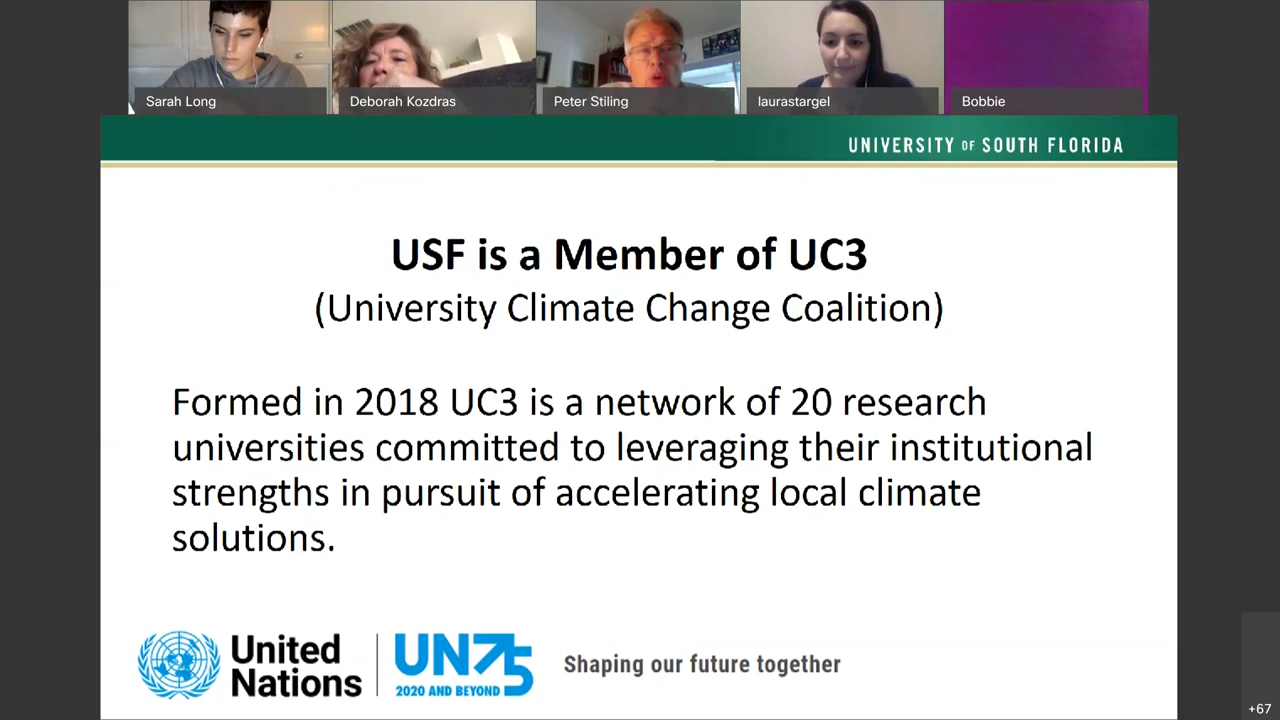 Sarah Long
Deborah Kozdras
Peter Stiling
laurastargel
Bobbie
UNIVERSITY OF SOUTH FLORIDA
USF is a Member of UC3
(University Climate Change Coalition)
Formed in 2018 UC3 is a network of 20 research
universities committed to leveraging their institutional
strengths in pursuit of accelerating local climate
solutions.
United
Nations
UN75
2020 AND BEYOND
Shaping our future together
+67